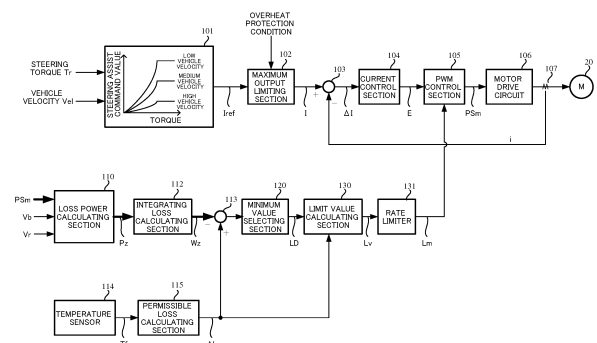 OVERHEAT
PROTECTION
CONDITION
101
STEERING ASSIST
COMMAND VALUE
LOW
VEHICLE
VELOCITY
MEDIUM
VEHICLE
VELOCITY
HIGH
VEHICLE
VELOCITY
TORQUE
STEERING
TORQUE Tr
VEHICLE
VELOCITY Vel
Iref
102
MAXIMUM
OUTPUT
LIMITING
SECTION
I
103
+
−
ΔI
104
CURRENT
CONTROL
SECTION
E
105
PWM
CONTROL
SECTION
PSm
106
MOTOR
DRIVE
CIRCUIT
107
20
M
i
PSm
Vb
Vr
110
LOSS POWER
CALCULATING
SECTION
Pz
112
INTEGRATING
LOSS
CALCULATING
SECTION
Wz
113
−
+
120
MINIMUM
VALUE
SELECTING
SECTION
LD
130
LIMIT VALUE
CALCULATING
SECTION
Lv
131
RATE
LIMITER
Lm
114
TEMPERATURE
SENSOR
115
PERMISSIBLE
LOSS
CALCULATING
SECTION